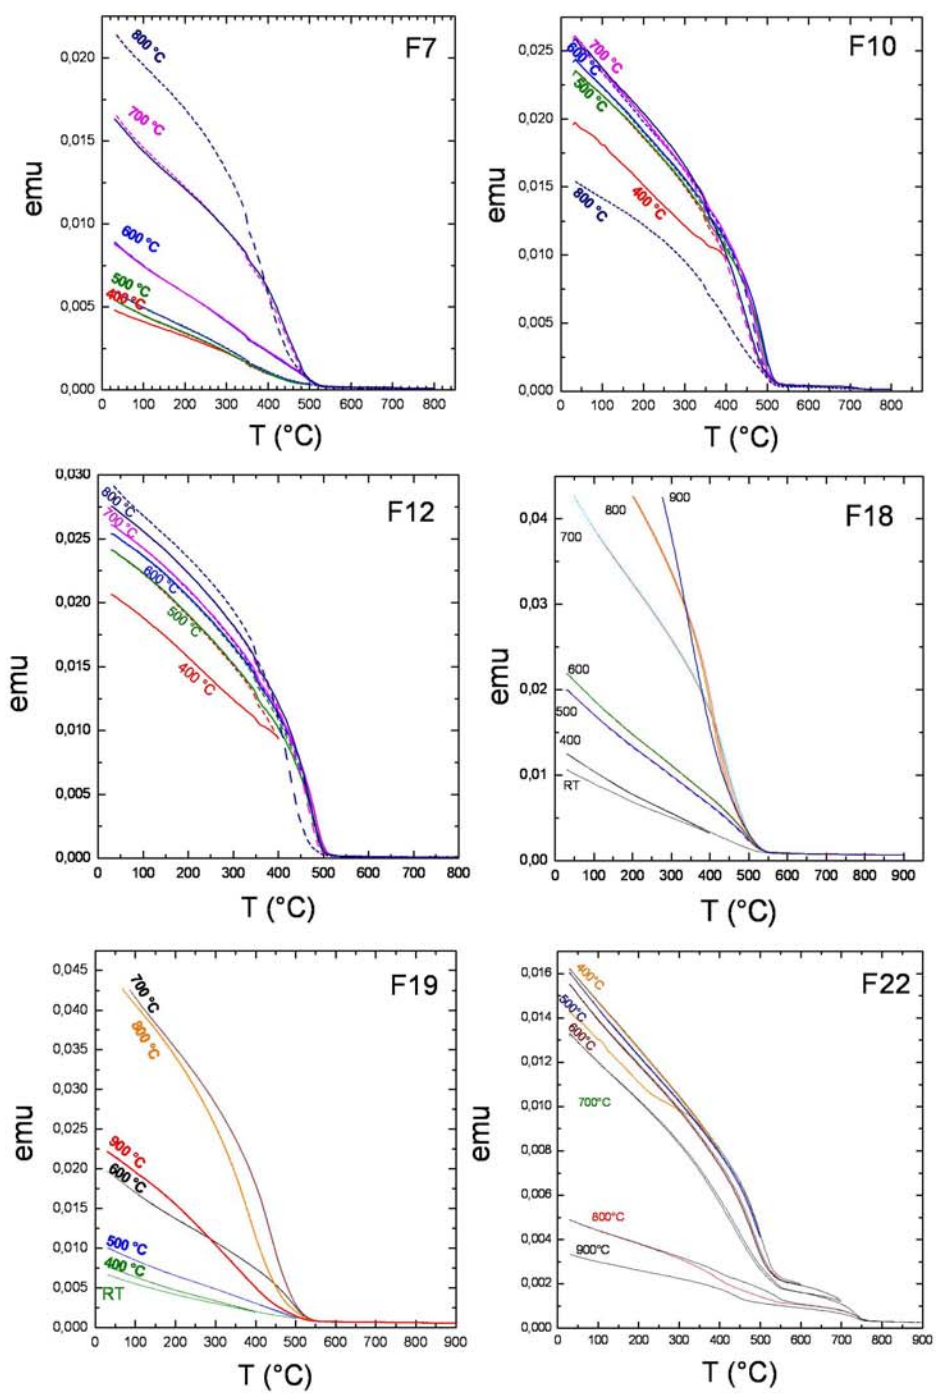 F7
emu
0,020
0,015
0,010
0,005
0,000
800 °C
700 °C
600 °C
500 °C
400 °C
0 100 200 300 400 500 600 700 800
T (°C)
F10
emu
0,025
0,020
0,015
0,010
0,005
0,000
700 °C
600 °C
500 °C
400 °C
800 °C
0 100 200 300 400 500 600 700 800
T (°C)
F12
emu
0,030
0,025
0,020
0,015
0,010
0,005
0,000
800 °C
700 °C
600 °C
500 °C
400 °C
0 100 200 300 400 500 600 700 800
T (°C)
F18
emu
0,04
0,03
0,02
0,01
0,00
900
800
700
600
500
400
RT
0 100 200 300 400 500 600 700 800 900
T (°C)
F19
emu
0,045
0,040
0,035
0,030
0,025
0,020
0,015
0,010
0,005
0,000
700 °C
800 °C
900 °C
600 °C
500 °C
400 °C
RT
0 100 200 300 400 500 600 700 800 900
T (°C)
F22
emu
0,016
0,014
0,012
0,010
0,008
0,006
0,004
0,002
0,000
400°C
500°C
600°C
700°C
800°C
900°C
0 100 200 300 400 500 600 700 800 900
T (°C)